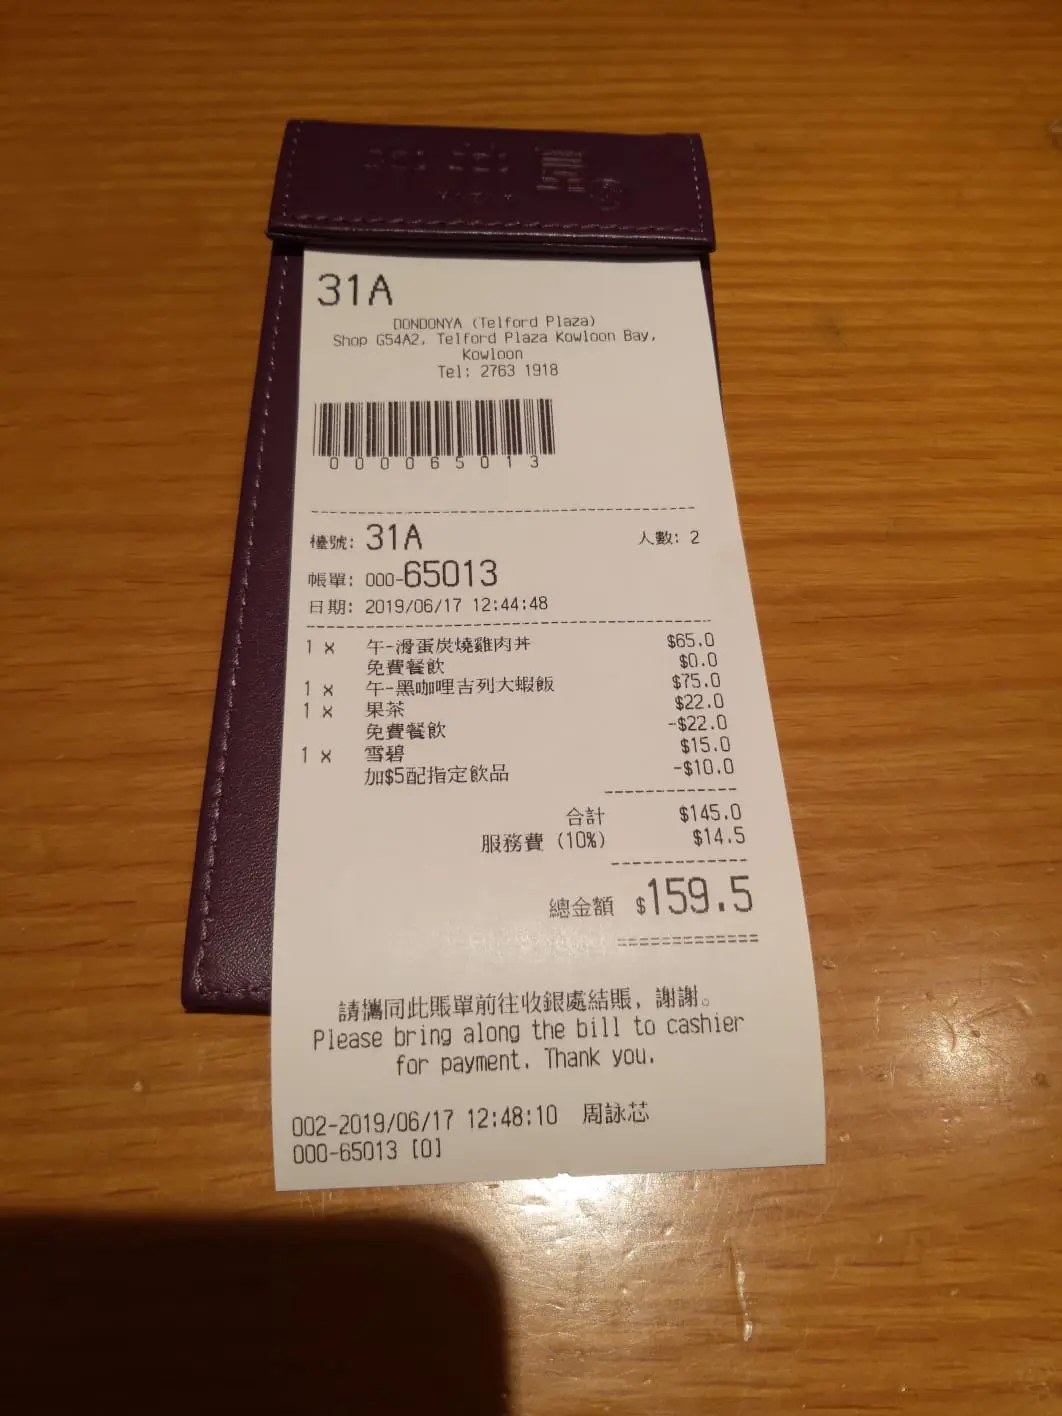 31A
DONDONYA (Telford Plaza)
Shop G54A2, Telford Plaza Kowloon Bay,
Kowloon
Tel: 2763 1918
00065013
檯號: 31A 人數: 2
帳單: 000-65013
日期: 2019/06/17 12:44:48
1 x 午-滑蛋炭燒雞肉丼 $65.0
免費餐飲 $0.0
1 x 午-黑咖哩吉列大蝦飯 $75.0
1 x 果茶 $22.0
免費餐飲 -$22.0
1 x 雪碧 $15.0
加$5配指定飲品 -$10.0
合計 $145.0
服務費 (10%) $14.5
總金額 $159.5
請攜同此賬單前往收銀處結賬，謝謝。
Please bring along the bill to cashier
for payment. Thank you.
002-2019/06/17 12:48:10 周詠芯
000-65013 [0]